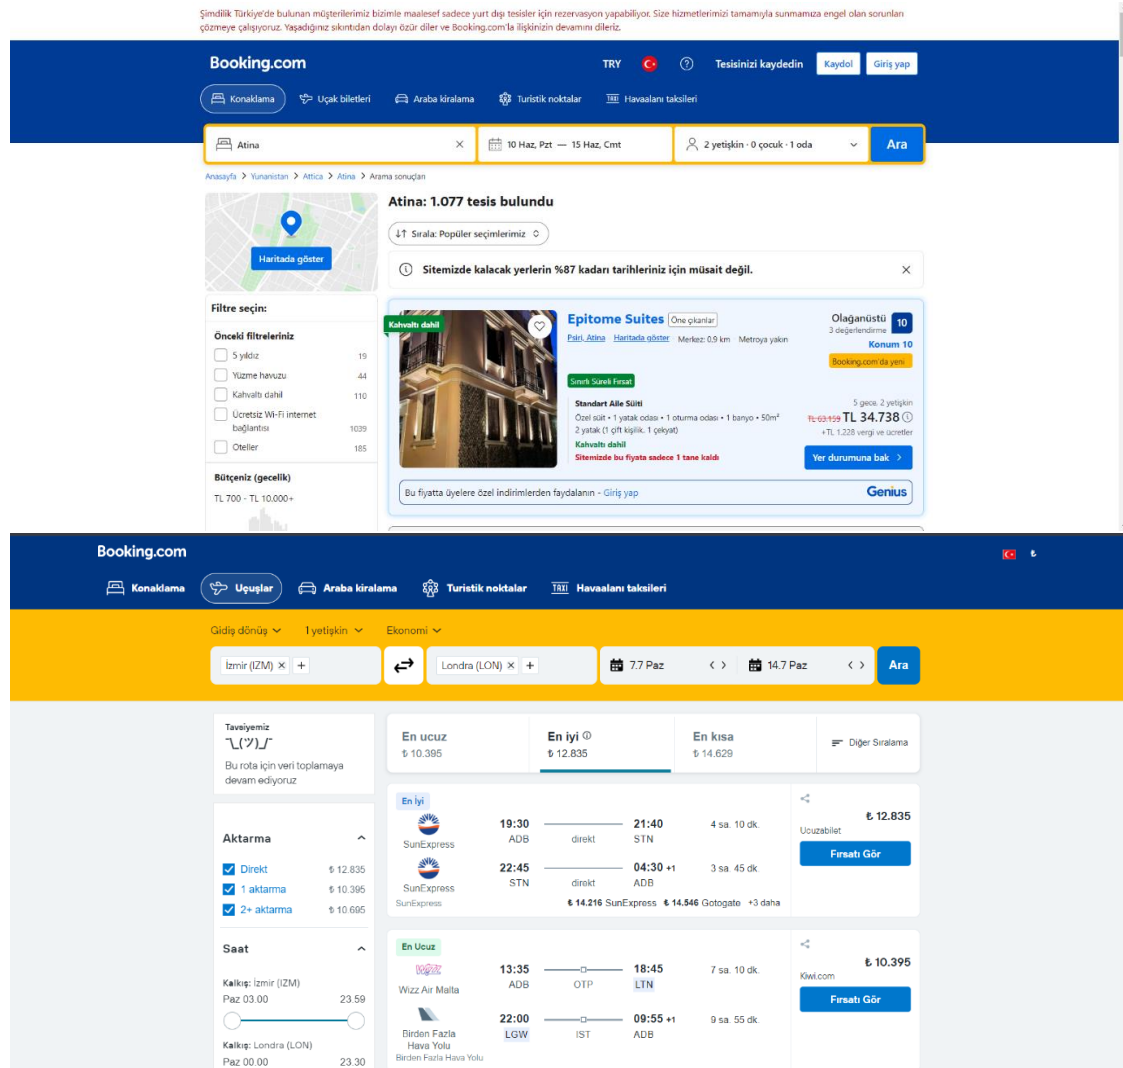 Şimdilik Türkiye'de bulunan müşterilerimiz bizimle maalesef sadece yurt dışı tesisler için rezervasyon yapabiliyor. Size hizmetlerimizi tamamıyla sunmamıza engel olan sorunları
çözmeye çalışıyoruz. Yaşadığınız sıkıntıdan dolayı özür diler ve Booking.com'la ilişkinizin devamını dileriz.
Booking.com
TRY
Tesisinizi kaydedin
Kaydol
Giriş yap
Konaklama
Uçak biletleri
Araba kiralama
Turistik noktalar
TAXI Havaalanı taksileri
Atina
10 Haz, Pzt — 15 Haz, Cmt
2 yetişkin · 0 çocuk · 1 oda
Ara
Anasayfa > Yunanistan > Attica > Atina > Arama sonuçları
Haritada göster
Atina: 1.077 tesis bulundu
Sırala: Popüler seçimlerimiz
Sitemizde kalacak yerlerin %87 kadarı tarihleriniz için müsait değil.
Filtre seçin:
Önceki filtreleriniz
5 yıldız 19
Yüzme havuzu 44
Kahvaltı dahil 110
Ücretsiz Wi-Fi internet
bağlantısı 1039
Oteller 185
Bütçeniz (gecelik)
TL 700 - TL 10.000+
Kahvaltı dahil
Epitome Suites
Öne çıkanlar
Psiri, Atina Haritada göster Merkez: 0,9 km Metroya yakın
Olağanüstü 10
3 değerlendirme
Konum 10
Booking.com'da yeni
Sınırlı Süreli Fırsat
Standart Aile Süiti
Özel süit • 1 yatak odası • 1 oturma odası • 1 banyo • 50m²
2 yatak (1 çift kişilik, 1 çekyat)
Kahvaltı dahil
Sitemizde bu fiyata sadece 1 tane kaldı
5 gece, 2 yetişkin
TL 63.159 TL 34.738
+TL 1.228 vergi ve ücretler
Yer durumuna bak
Bu fiyatta üyelere özel indirimlerden faydalanın - Giriş yap
Genius
Booking.com
₺
Konaklama
Uçuşlar
Araba kiralama
Turistik noktalar
TAXI Havaalanı taksileri
Gidiş dönüş
1 yetişkin
Ekonomi
İzmir (IZM) × +
Londra (LON) × +
7.7 Paz
14.7 Paz
Ara
Tavsiyemiz
¯\_(ツ)_/¯
Bu rota için veri toplamaya
devam ediyoruz
En ucuz
₺ 10.395
En iyi
₺ 12.835
En kısa
₺ 14.629
Diğer Sıralama
Aktarma
Direkt ₺ 12.835
1 aktarma ₺ 10.395
2+ aktarma ₺ 10.695
Saat
Kalkış: İzmir (IZM)
Paz 03.00 23.59
Kalkış: Londra (LON)
Paz 00.00 23.30
En İyi
SunExpress
19:30 21:40 4 sa. 10 dk.
ADB direkt STN
SunExpress
22:45 04:30 +1 3 sa. 45 dk.
STN direkt ADB
SunExpress
₺ 14.216 SunExpress ₺ 14.546 Gotogate +3 daha
₺ 12.835
Ucuzabilet
Fırsatı Gör
En Ucuz
WIZZ
Wizz Air Malta
13:35 18:45 7 sa. 10 dk.
ADB OTP LTN
22:00 09:55 +1 9 sa. 55 dk.
LGW IST ADB
Birden Fazla
Hava Yolu
Birden Fazla Hava Yolu
₺ 10.395
Kiwi.com
Fırsatı Gör